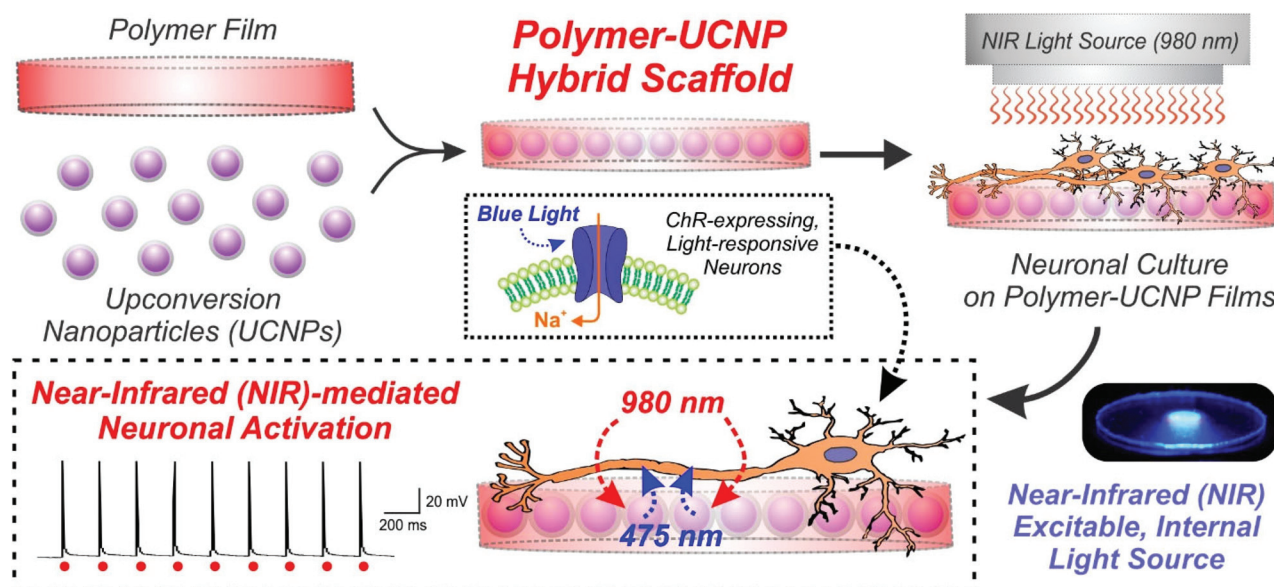 Polymer Film
Upconversion
Nanoparticles (UCNPs)
Polymer-UCNP
Hybrid Scaffold
Blue Light
Na⁺
ChR-expressing,
Light-responsive
Neurons
NIR Light Source (980 nm)
Neuronal Culture
on Polymer-UCNP Films
Near-Infrared (NIR)
Excitable, Internal
Light Source
Near-Infrared (NIR)-mediated
Neuronal Activation
20 mV
200 ms
980 nm
475 nm